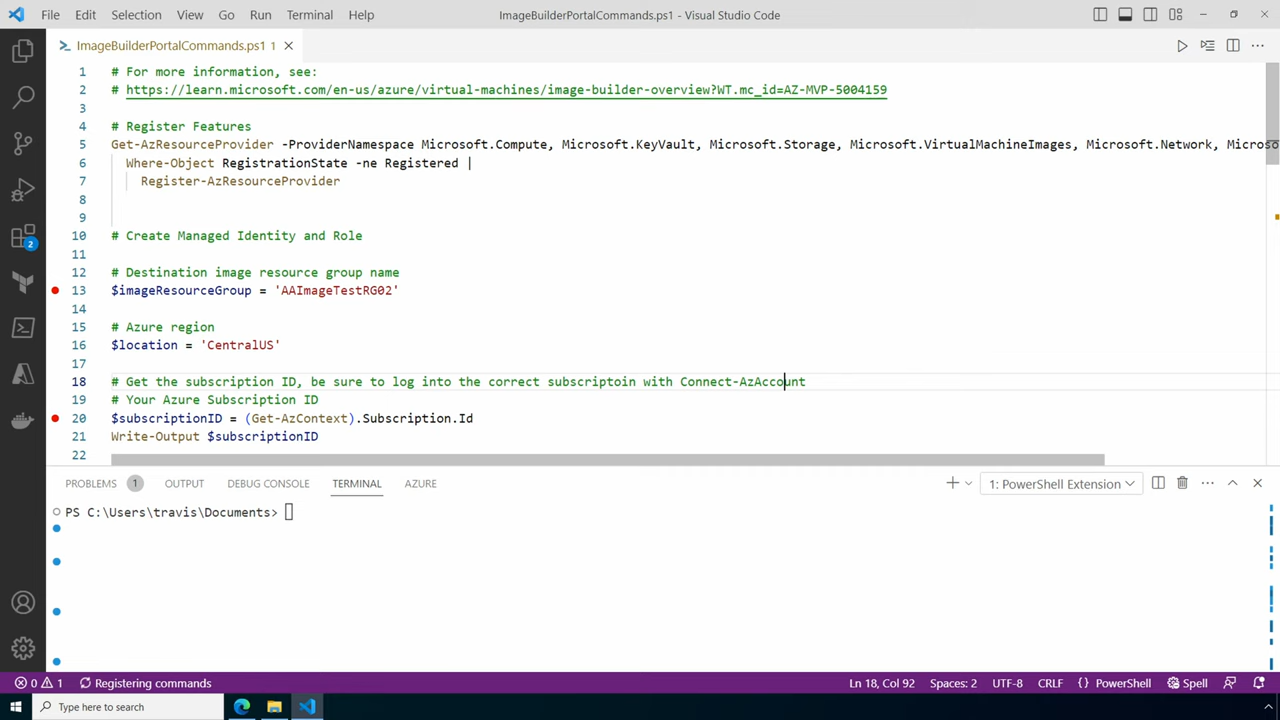 File Edit Selection View Go Run Terminal Help ImageBuilderPortalCommands.ps1 - Visual Studio Code
ImageBuilderPortalCommands.ps1 1
1 # For more information, see:
2 # https://learn.microsoft.com/en-us/azure/virtual-machines/image-builder-overview?WT.mc_id=AZ-MVP-5004159
3
4 # Register Features
5 Get-AzResourceProvider -ProviderNamespace Microsoft.Compute, Microsoft.KeyVault, Microsoft.Storage, Microsoft.VirtualMachineImages, Microsoft.Network, Microso
6 Where-Object RegistrationState -ne Registered |
7 Register-AzResourceProvider
8
9
10 # Create Managed Identity and Role
11
12 # Destination image resource group name
13 $imageResourceGroup = 'AAImageTestRG02'
14
15 # Azure region
16 $location = 'CentralUS'
17
18 # Get the subscription ID, be sure to log into the correct subscriptoin with Connect-AzAccount
19 # Your Azure Subscription ID
20 $subscriptionID = (Get-AzContext).Subscription.Id
21 Write-Output $subscriptionID
22
2
PROBLEMS 1 OUTPUT DEBUG CONSOLE TERMINAL AZURE 1: PowerShell Extension
PS C:\Users\travis\Documents>
0 1 Registering commands Ln 18, Col 92 Spaces: 2 UTF-8 CRLF { } PowerShell Spell
Type here to search